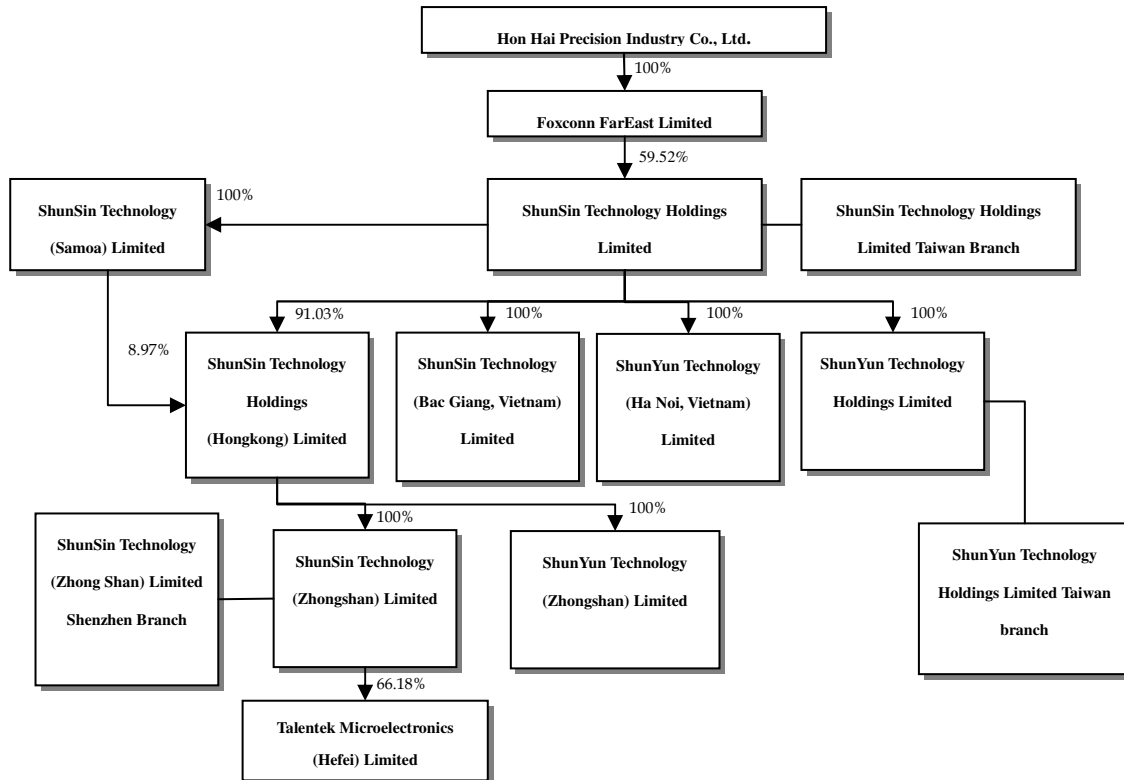 Hon Hai Precision Industry Co., Ltd.
100%
Foxconn FarEast Limited
59.52%
ShunSin Technology
(Samoa) Limited
100%
ShunSin Technology Holdings
Limited
ShunSin Technology Holdings
Limited Taiwan Branch
91.03%
100%
100%
100%
8.97%
ShunSin Technology
Holdings
(Hongkong) Limited
ShunSin Technology
(Bac Giang, Vietnam)
Limited
ShunYun Technology
(Ha Noi, Vietnam)
Limited
ShunYun Technology
Holdings Limited
100%
100%
ShunSin Technology
(Zhong Shan) Limited
Shenzhen Branch
ShunSin Technology
(Zhongshan) Limited
ShunYun Technology
(Zhongshan) Limited
ShunYun Technology
Holdings Limited Taiwan
branch
66.18%
Talentek Microelectronics
(Hefei) Limited